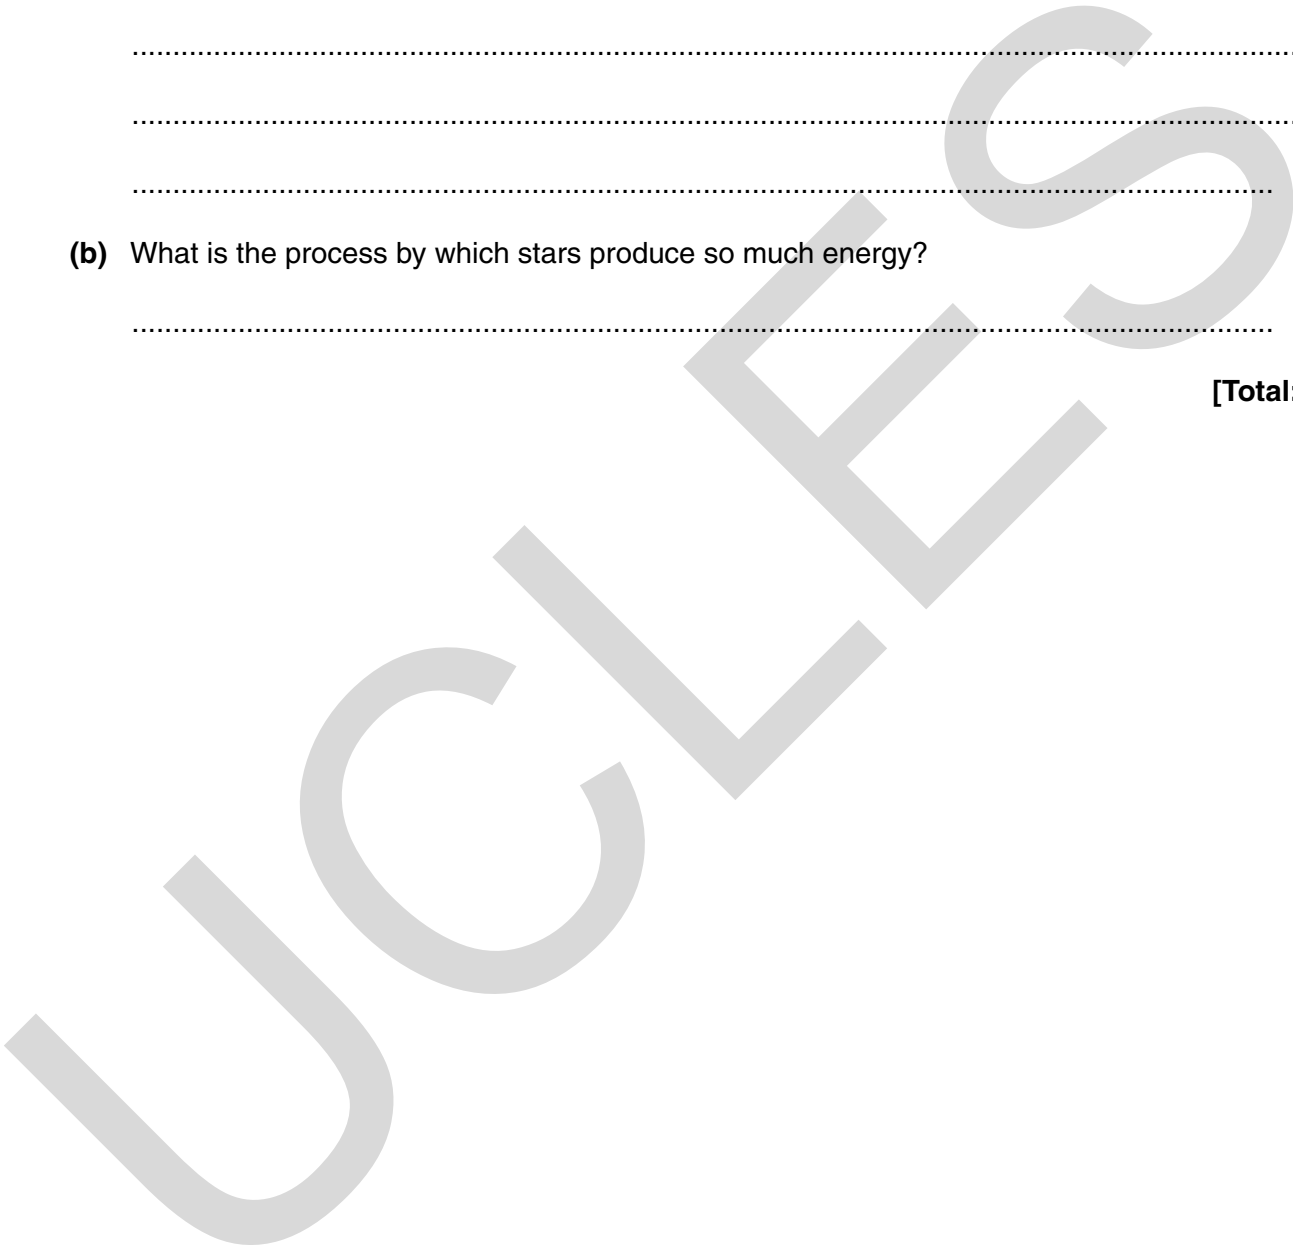 ....................................................................................................................................................
....................................................................................................................................................
..................................................................................................................................................
(b) What is the process by which stars produce so much energy?
..................................................................................................................................................
[Total:
UCLES